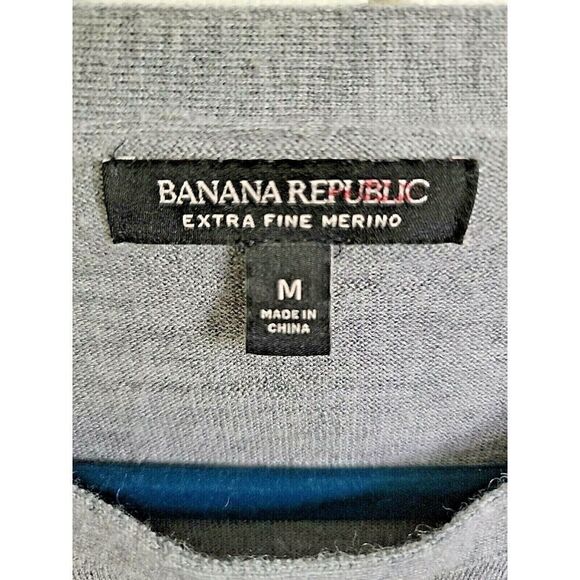 BANANA REPUBLIC
EXTRA FINE MERINO
M
MADE IN
CHINA